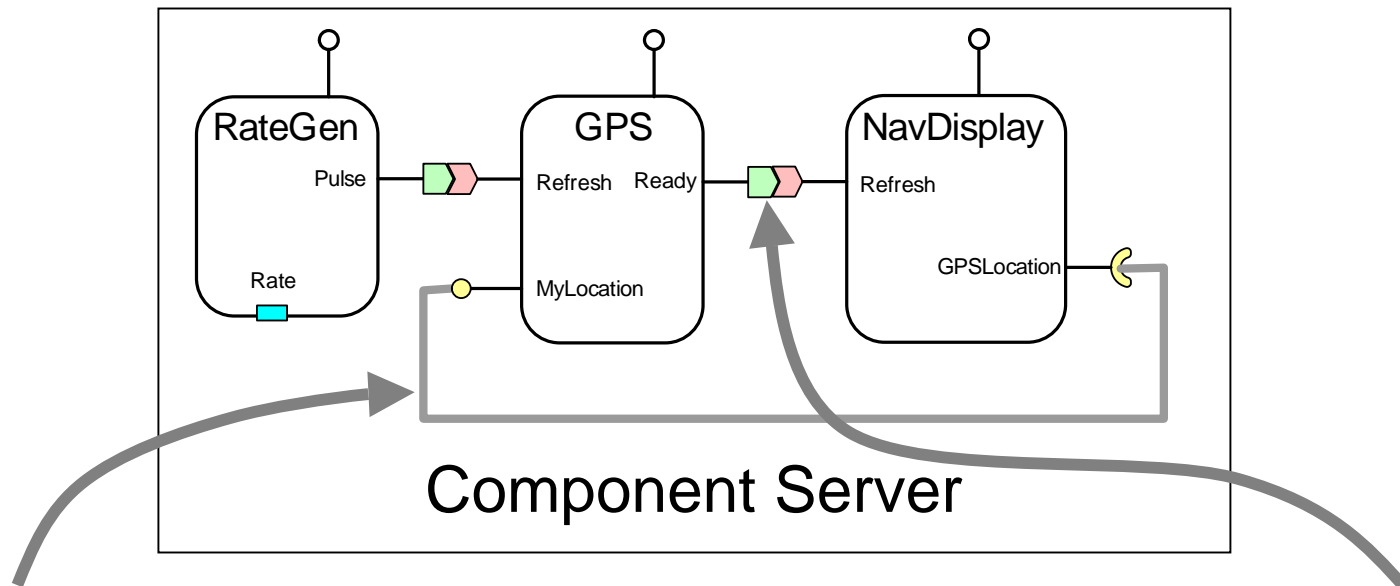 RateGen
GPS
NavDisplay
Pulse
Refresh
Ready
Refresh
Rate
MyLocation
GPSLocation
Component Server